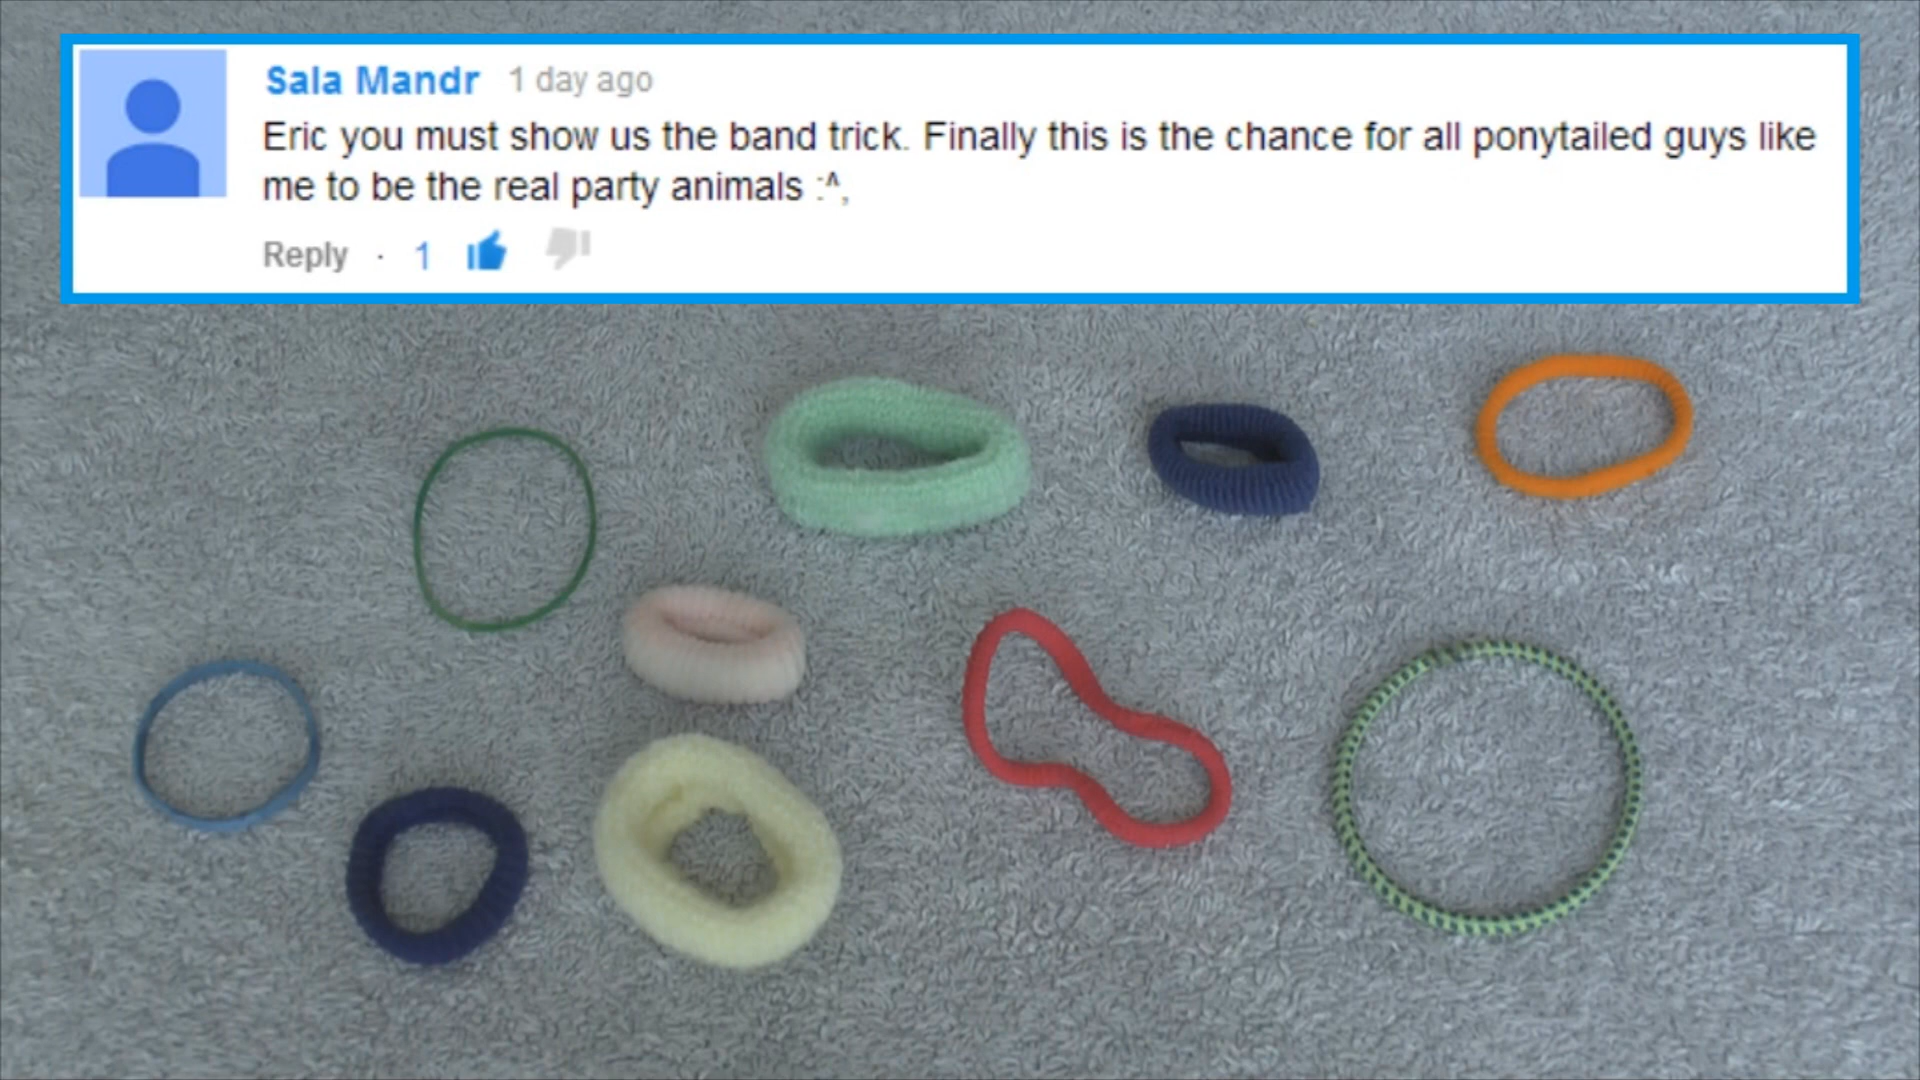 Sala Mandr 1 day ago
Eric you must show us the band trick. Finally this is the chance for all ponytailed guys like
me to be the real party animals :^,
Reply · 1